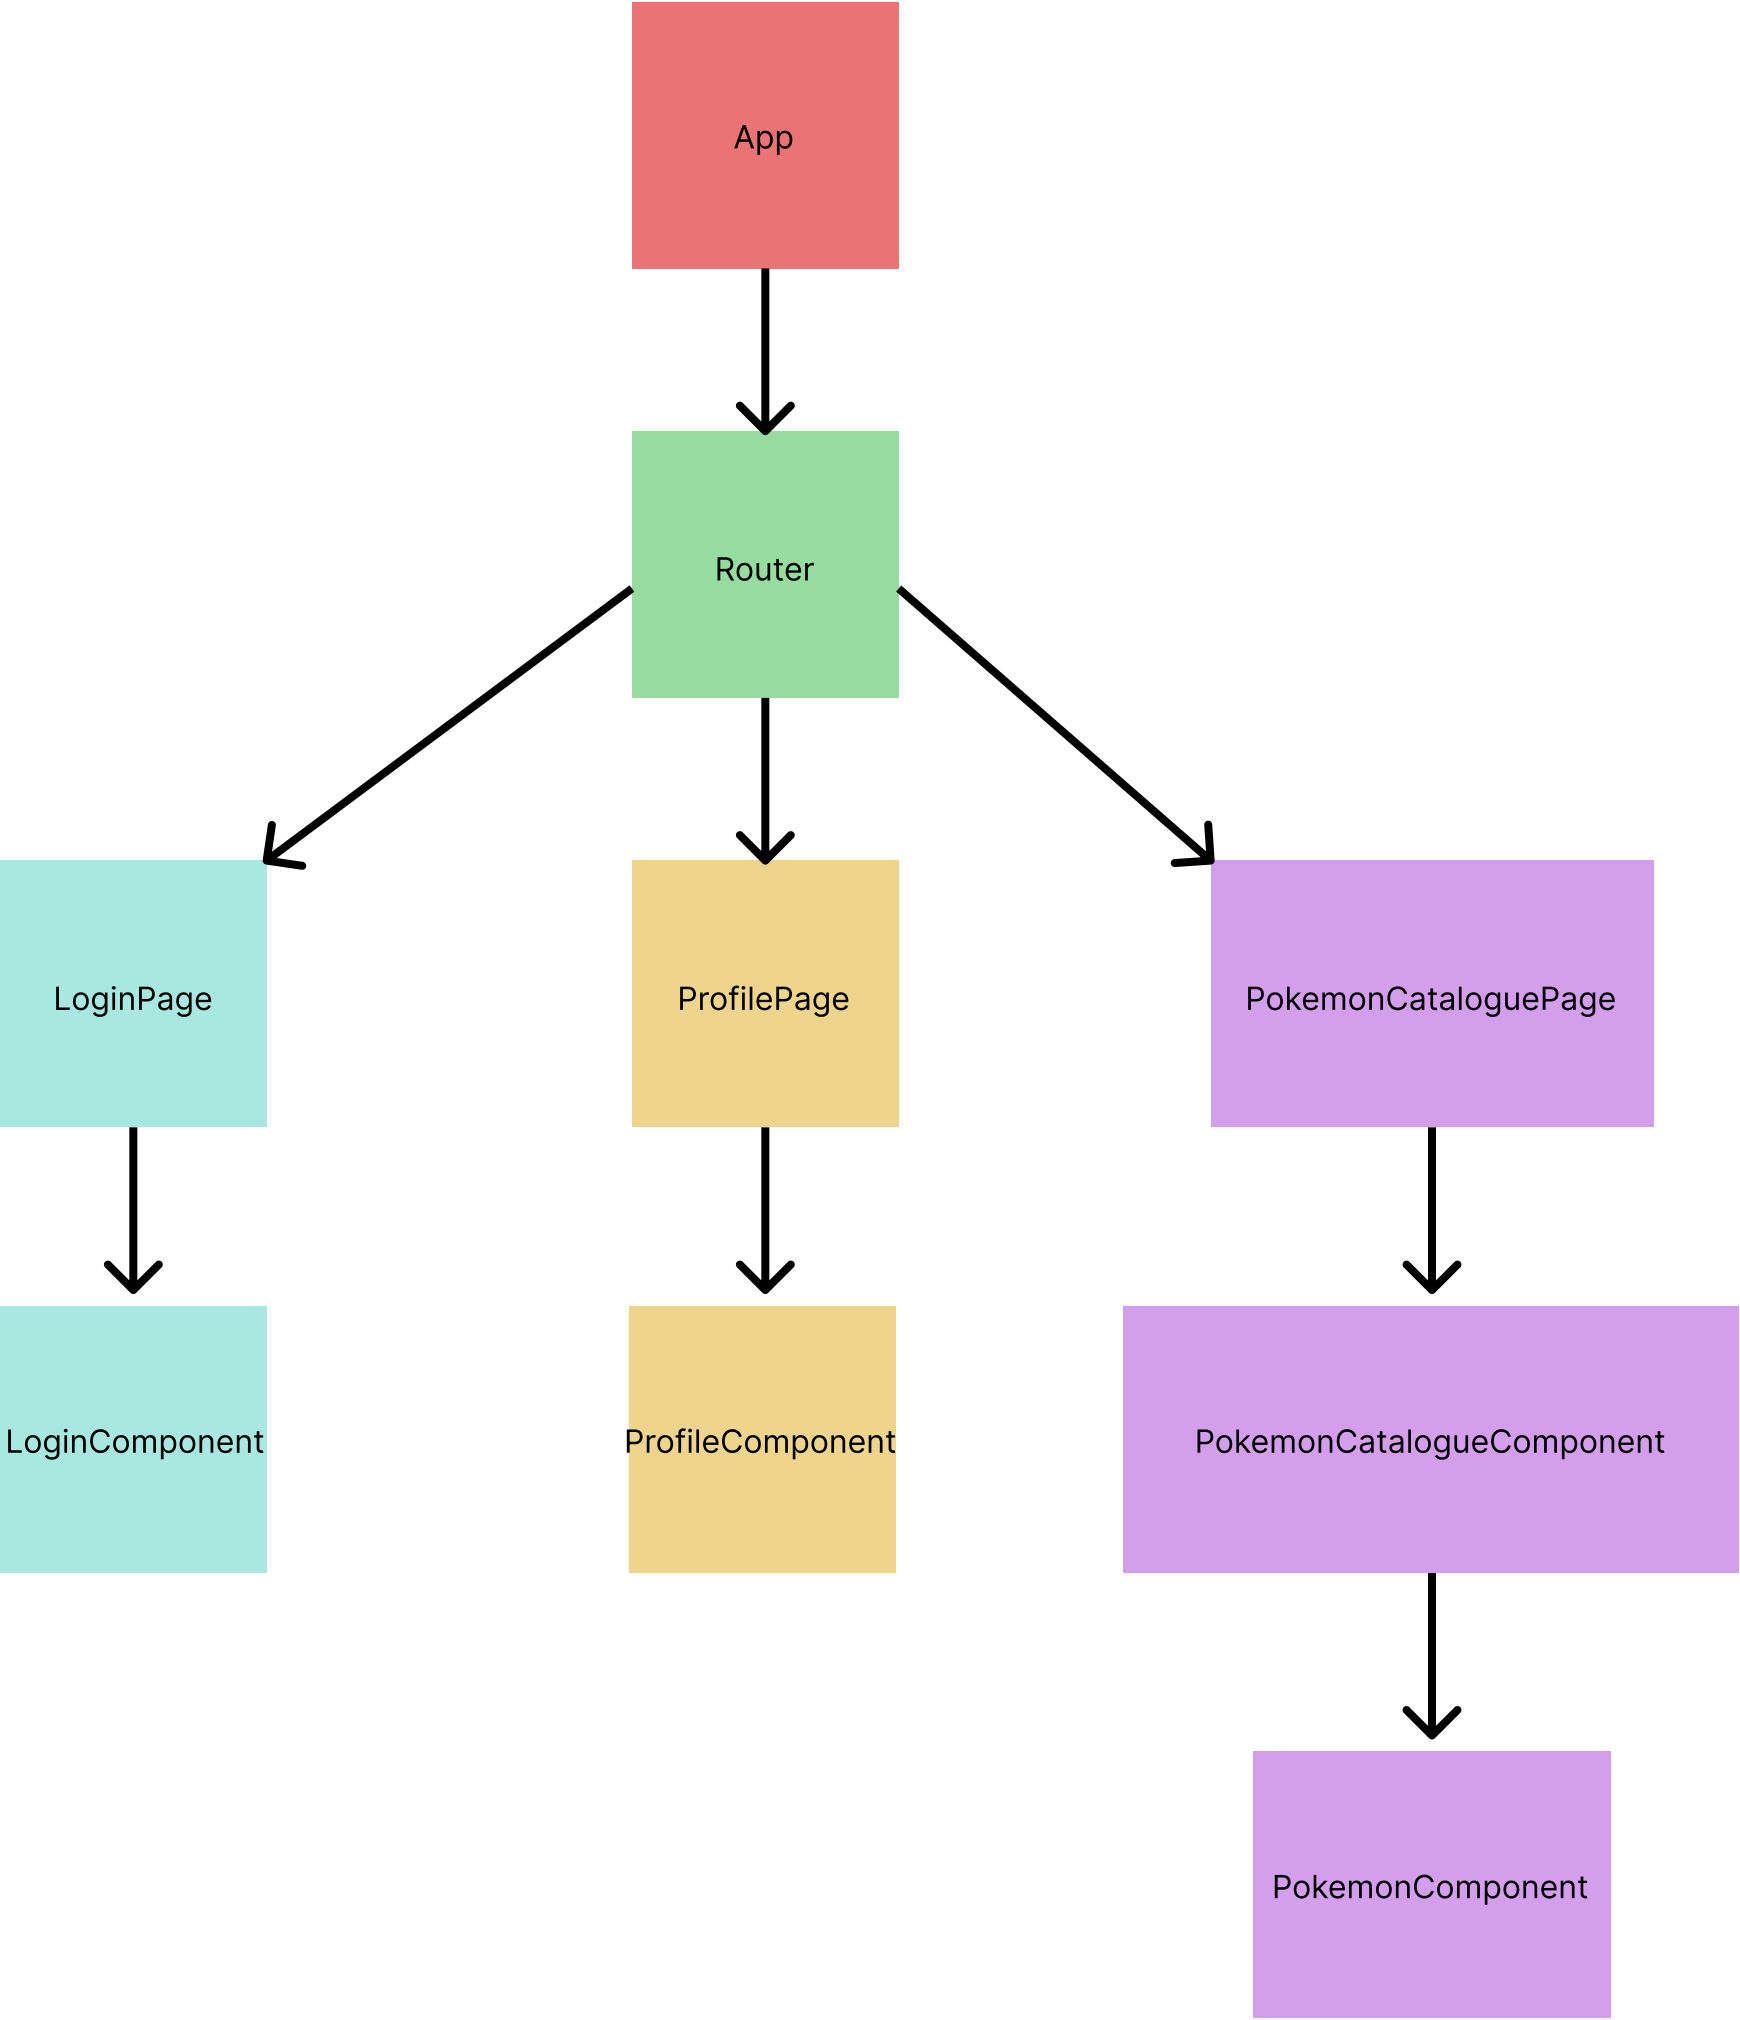 App
Router
LoginPage
ProfilePage
PokemonCataloguePage
LoginComponent
ProfileComponent
PokemonCatalogueComponent
PokemonComponent